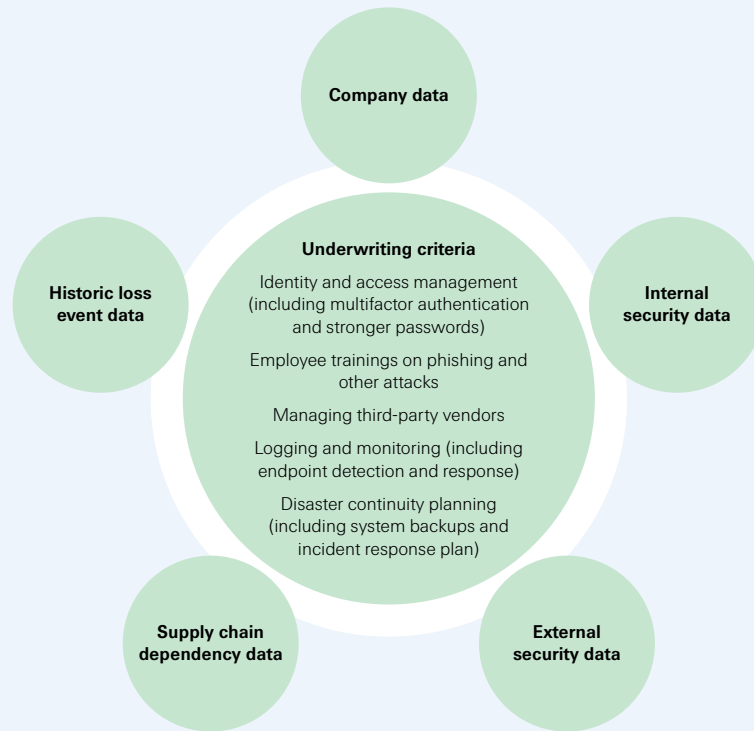 Company data
Historic loss
event data
Underwriting criteria
Identity and access management
(including multifactor authentication
and stronger passwords)
Employee trainings on phishing and
other attacks
Managing third-party vendors
Logging and monitoring (including
endpoint detection and response)
Disaster continuity planning
(including system backups and
incident response plan)
Internal
security data
Supply chain
dependency data
External
security data